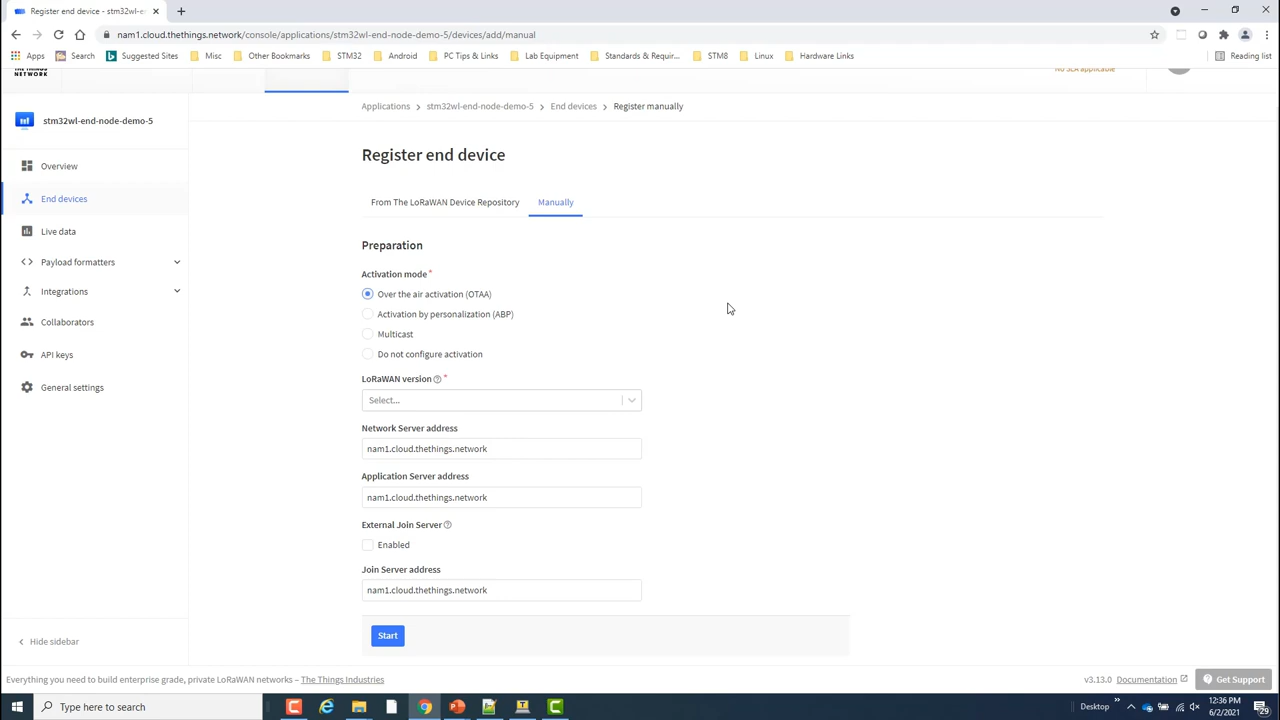 Register end device - stm32wl-en
nam1.cloud.thethings.network/console/applications/stm32wl-end-node-demo-5/devices/add/manual
Apps Search Suggested Sites Misc Other Bookmarks STM32 Android PC Tips & Links Lab Equipment Standards & Requir... STM8 Linux Hardware Links Reading list
THE THINGS
NETWORK
No SLA applicable
Applications > stm32wl-end-node-demo-5 > End devices > Register manually
stm32wl-end-node-demo-5
Overview
End devices
Live data
Payload formatters
Integrations
Collaborators
API keys
General settings
Hide sidebar
Register end device
From The LoRaWAN Device Repository Manually
Preparation
Activation mode *
Over the air activation (OTAA)
Activation by personalization (ABP)
Multicast
Do not configure activation
LoRaWAN version *
Select...
Network Server address
nam1.cloud.thethings.network
Application Server address
nam1.cloud.thethings.network
External Join Server
Enabled
Join Server address
nam1.cloud.thethings.network
Start
Everything you need to build enterprise grade, private LoRaWAN networks – The Things Industries v3.13.0 Documentation Get Support
Type here to search Desktop 12:36 PM
6/2/2021